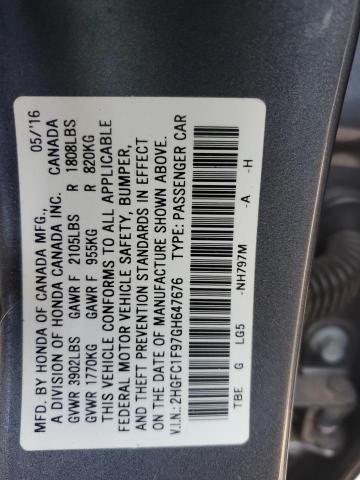 MFD. BY HONDA OF CANADA MFG., 05/'16
A DIVISION OF HONDA CANADA INC. CANADA
GVWR 3902LBS GAWR F 2105LBS R 1808LBS
GVWR 1770KG GAWR F 955KG R 820KG
THIS VEHICLE CONFORMS TO ALL APPLICABLE
FEDERAL MOTOR VEHICLE SAFETY, BUMPER,
AND THEFT PREVENTION STANDARDS IN EFFECT
ON THE DATE OF MANUFACTURE SHOWN ABOVE.
V.I.N.: 2HGFC1F97GH647676 TYPE: PASSENGER CAR
TBE G LG5 -NH797M -A -H